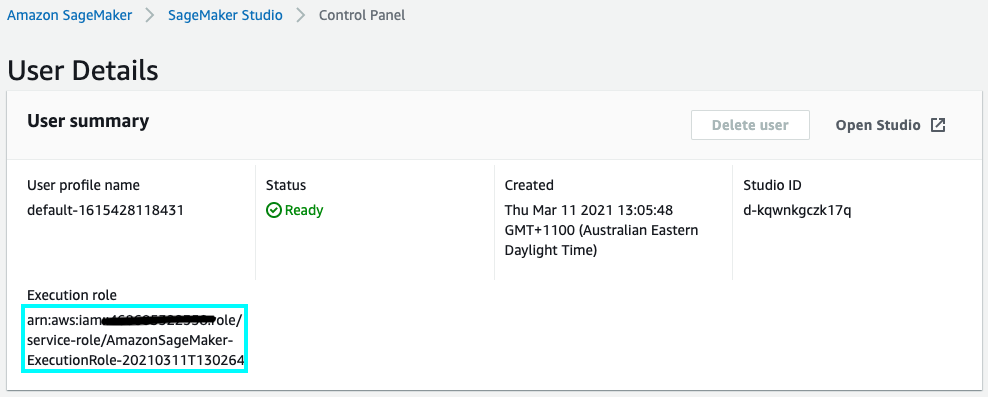 Amazon SageMaker > SageMaker Studio > Control Panel
User Details
User summary
Delete user
Open Studio
User profile name
default-1615428118431
Status
Ready
Created
Thu Mar 11 2021 13:05:48
GMT+1100 (Australian Eastern
Daylight Time)
Studio ID
d-kqwnkgczk17q
Execution role
arn:aws:iam: role/
service-role/AmazonSageMaker-
ExecutionRole-20210311T130264